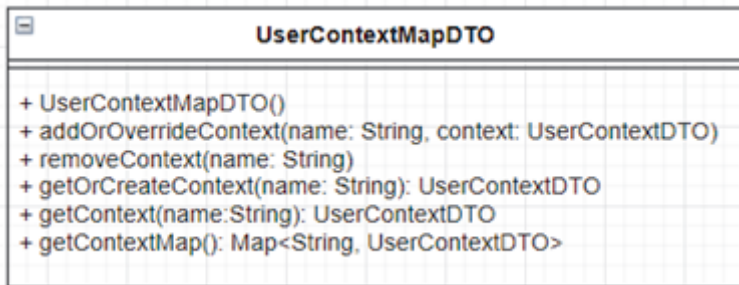 UserContextMapDTO
+ UserContextMapDTO()
+ addOrOverrideContext(name: String, context: UserContextDTO)
+ removeContext(name: String)
+ getOrCreateContext(name: String): UserContextDTO
+ getContext(name:String): UserContextDTO
+ getContextMap(): Map<String, UserContextDTO>